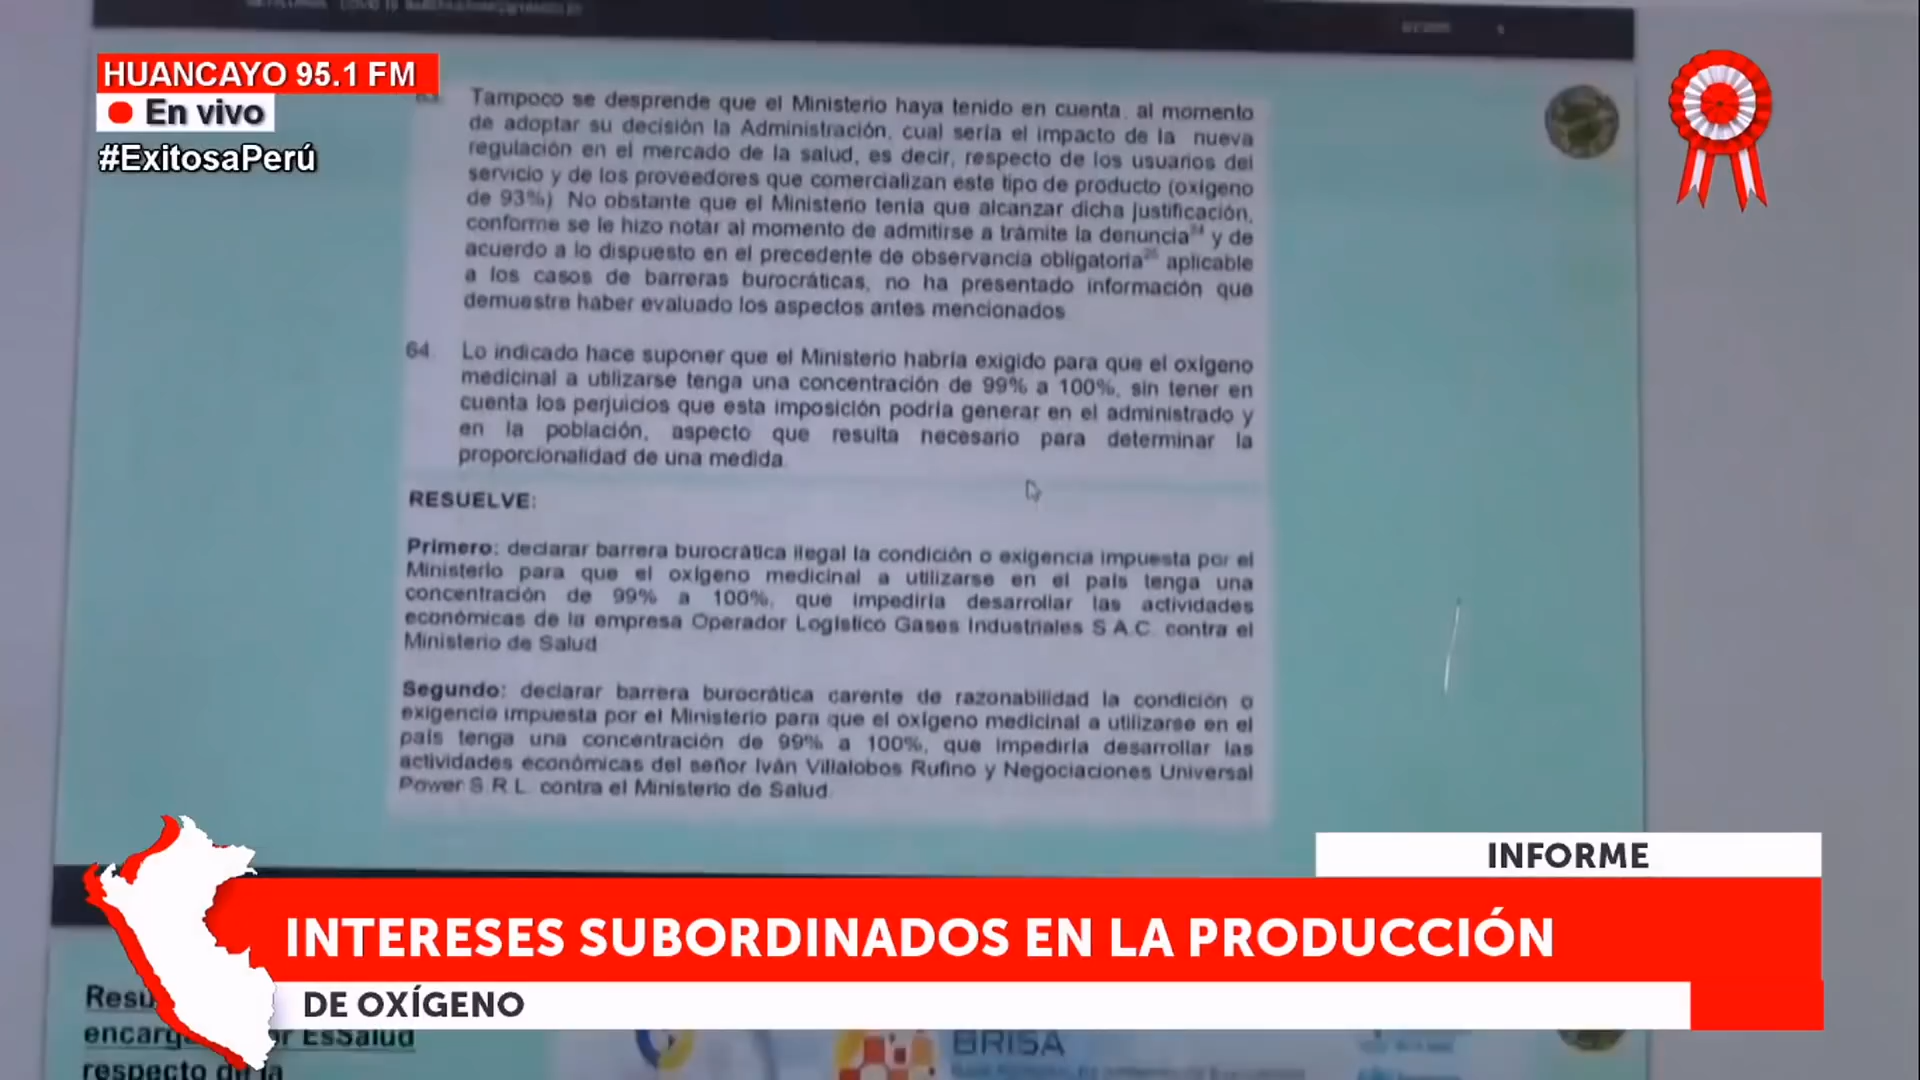 HUANCAYO 95.1 FM
En vivo
#ExitosaPerú
Tampoco se desprende que el Ministerio haya tenido en cuenta, al momento
de adoptar su decisión la Administración, cual sería el impacto de la nueva
regulación en el mercado de la salud, es decir, respecto de los usuarios del
servicio y de los proveedores que comercializan este tipo de producto (oxígeno
de 93%) No obstante que el Ministerio tenía que alcanzar dicha justificación,
conforme se le hizo notar al momento de admitirse a trámite la denuncia y de
acuerdo a lo dispuesto en el precedente de observancia obligatoria aplicable
a los casos de barreras burocráticas, no ha presentado información que
demuestre haber evaluado los aspectos antes mencionados
64. Lo indicado hace suponer que el Ministerio habría exigido para que el oxígeno
medicinal a utilizarse tenga una concentración de 99% a 100%, sin tener en
cuenta los perjuicios que esta imposición podría generar en el administrado y
en la población, aspecto que resulta necesario para determinar la
proporcionalidad de una medida.
RESUELVE:
Primero: declarar barrera burocrática ilegal la condición o exigencia impuesta por el
Ministerio para que el oxígeno medicinal a utilizarse en el país tenga una
concentración de 99% a 100%, que impediría desarrollar las actividades
económicas de la empresa Operador Logístico Gases Industriales S.A.C. contra el
Ministerio de Salud
Segundo: declarar barrera burocrática carente de razonabilidad la condición o
exigencia impuesta por el Ministerio para que el oxígeno medicinal a utilizarse en el
país tenga una concentración de 99% a 100%, que impediría desarrollar las
actividades económicas del señor Iván Villalobos Rufino y Negociaciones Universal
Power S.R.L. contra el Ministerio de Salud.
INFORME
INTERESES SUBORDINADOS EN LA PRODUCCIÓN
DE OXÍGENO
EsSalud
respecto
BRISA